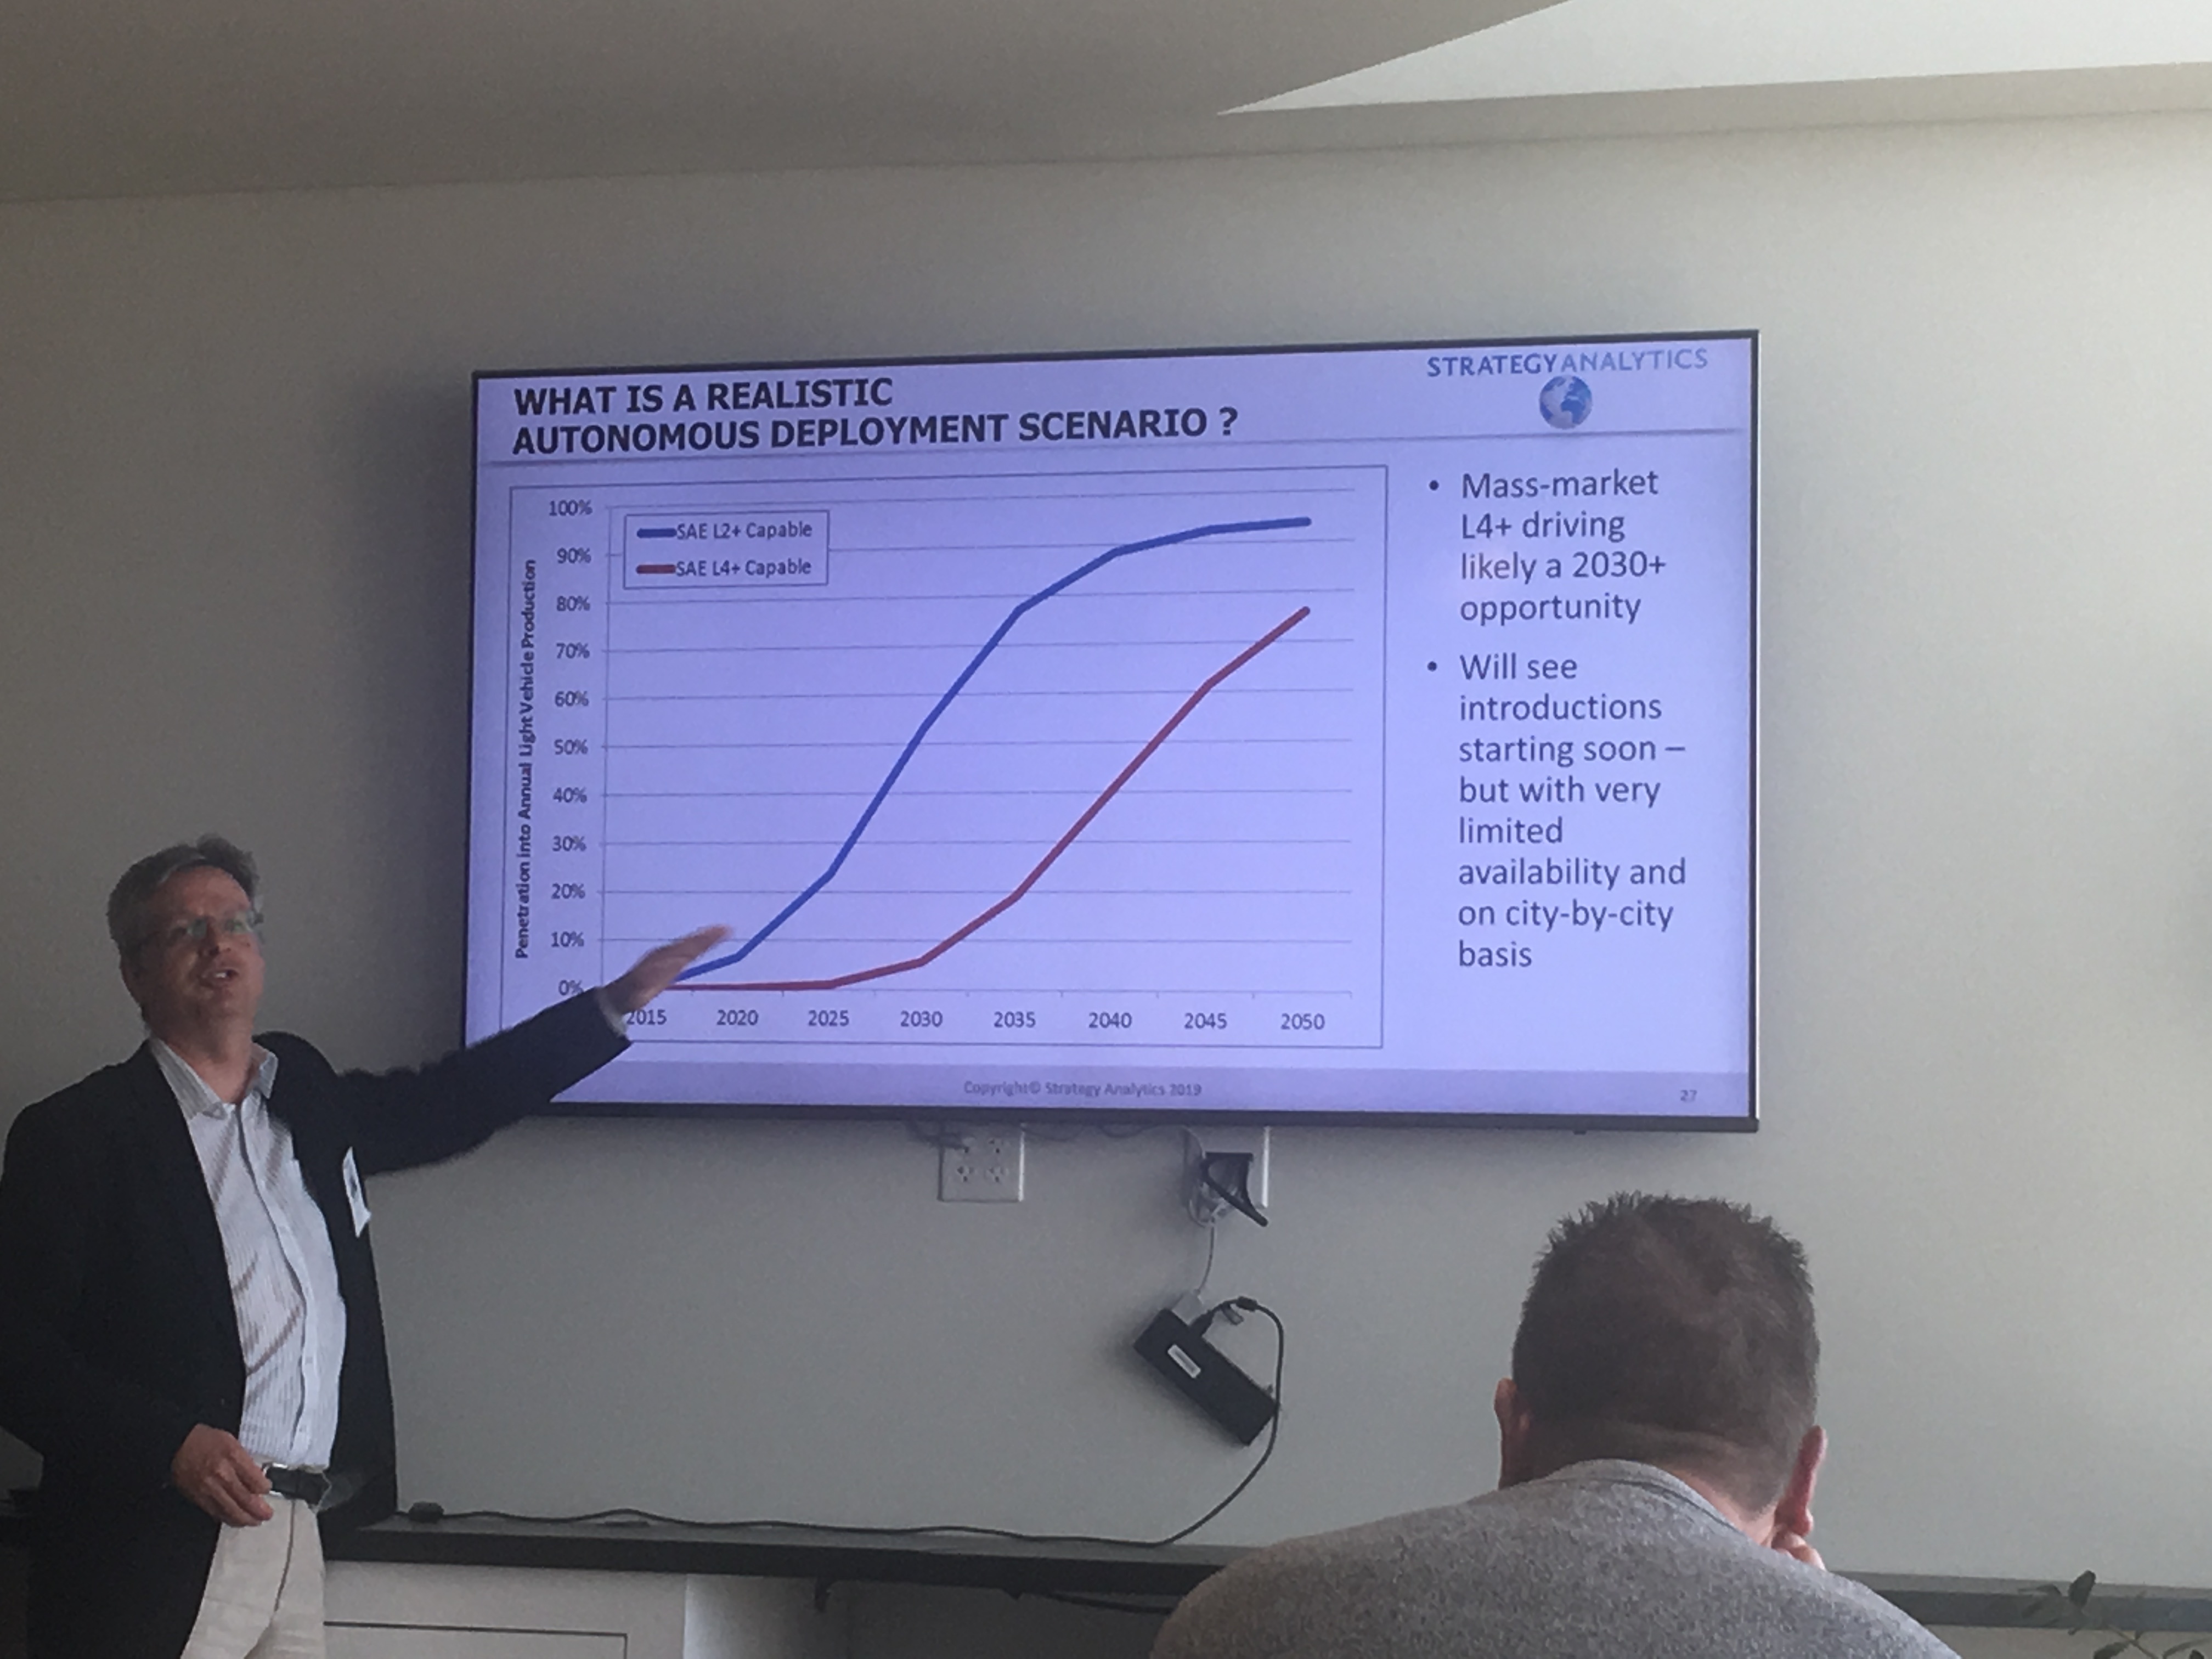 WHAT IS A REALISTIC
AUTONOMOUS DEPLOYMENT SCENARIO ?
STRATEGYANALYTICS
Penetration into Annual Light Vehicle Production
100%
90%
80%
70%
60%
50%
40%
30%
20%
10%
0%
SAE L2+ Capable
SAE L4+ Capable
2015 2020 2025 2030 2035 2040 2045 2050
• Mass-market
L4+ driving
likely a 2030+
opportunity
• Will see
introductions
starting soon –
but with very
limited
availability and
on city-by-city
basis
Copyright© Strategy Analytics 2019
27